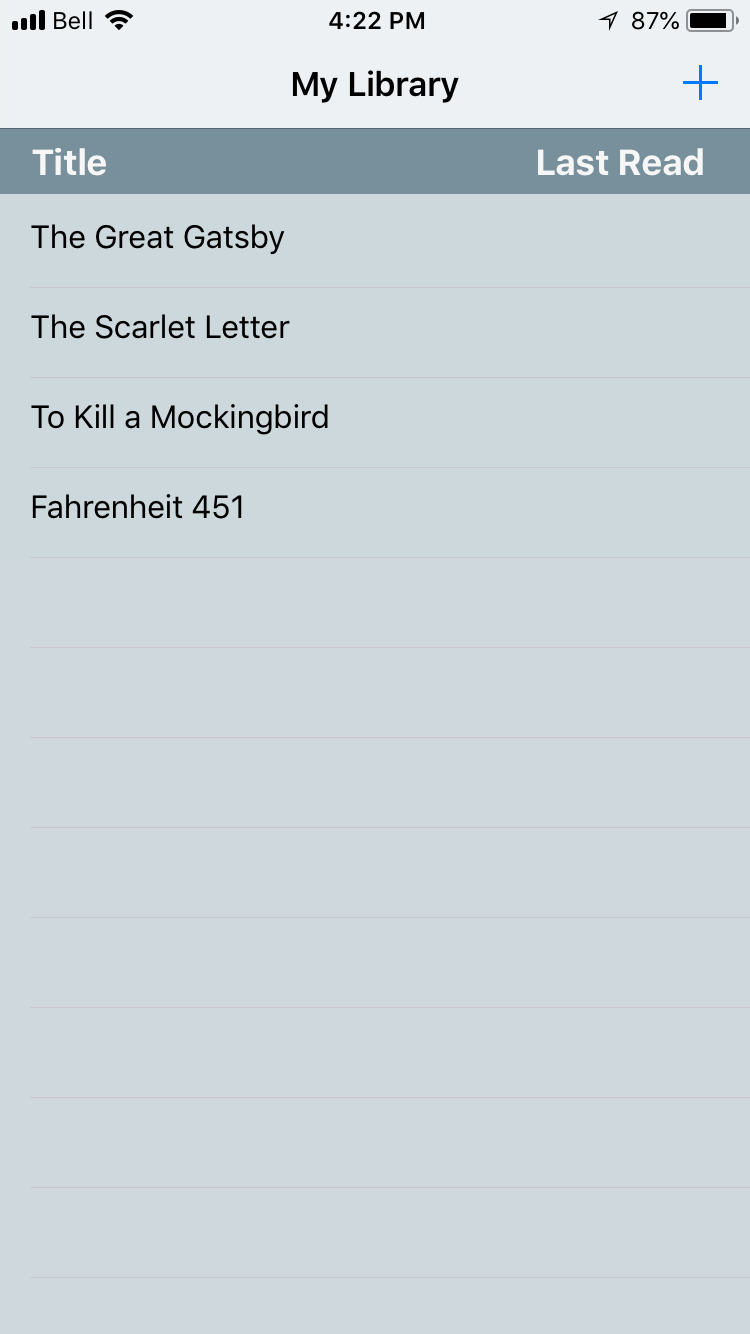 Bell 4:22 PM 87%
My Library
Title Last Read
The Great Gatsby
The Scarlet Letter
To Kill a Mockingbird
Fahrenheit 451